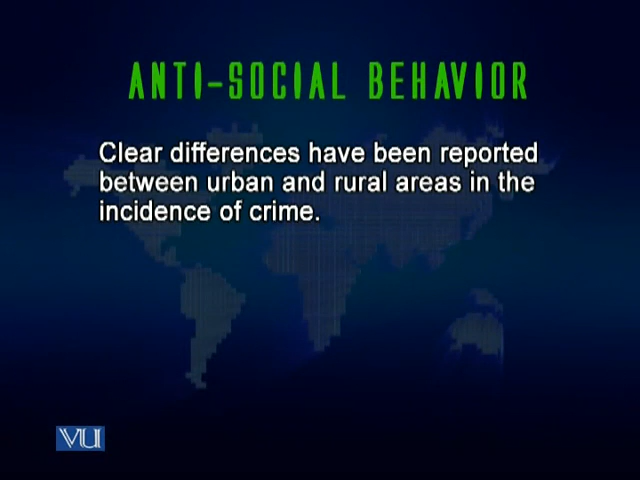 ANTI-SOCIAL BEHAVIOR
Clear differences have been reported
between urban and rural areas in the
incidence of crime.
VU